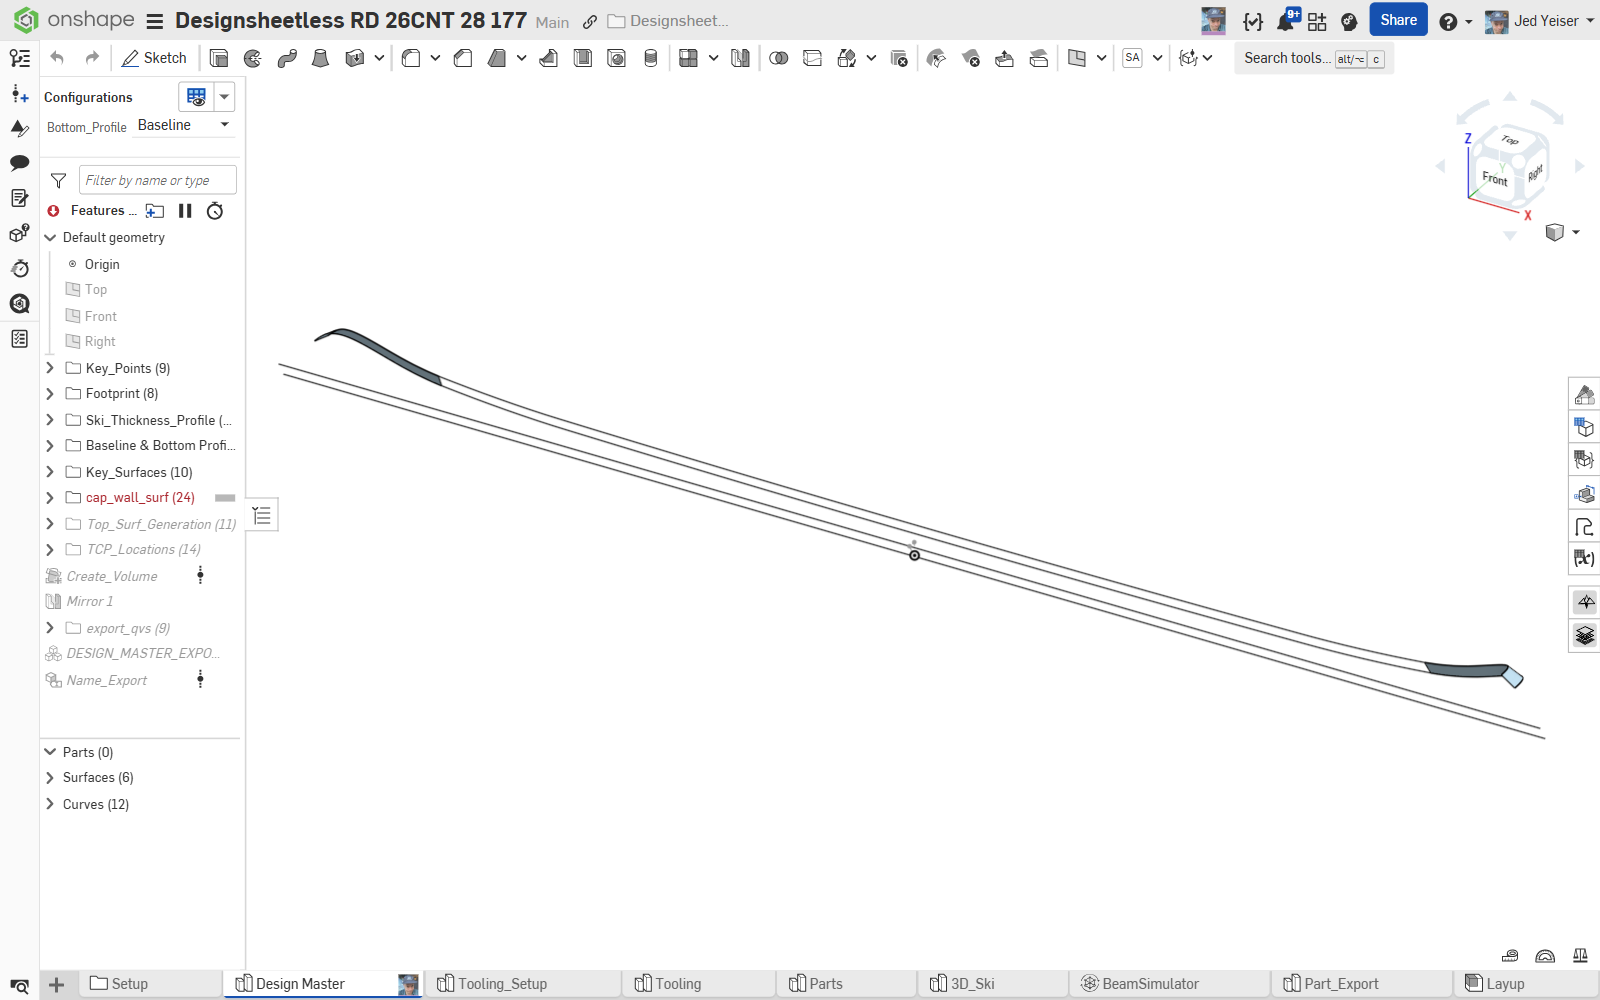 onshape
Designsheetless RD 26CNT 28 177
Main
Designsheet...
9+
Share
Jed Yeiser
Sketch
SA
Search tools...
alt/⌥
c
Configurations
Bottom_Profile
Baseline
Filter by name or type
Features ...
Default geometry
Origin
Top
Front
Right
Key_Points (9)
Footprint (8)
Ski_Thickness_Profile (...
Baseline & Bottom Profi...
Key_Surfaces (10)
cap_wall_surf (24)
Top_Surf_Generation (11)
TCP_Locations (14)
Create_Volume
Mirror 1
export_qvs (9)
DESIGN_MASTER_EXPO...
Name_Export
Parts (0)
Surfaces (6)
Curves (12)
Z
Top
Y
Front
Right
X
Setup
Design Master
Tooling_Setup
Tooling
Parts
3D_Ski
BeamSimulator
Part_Export
Layup